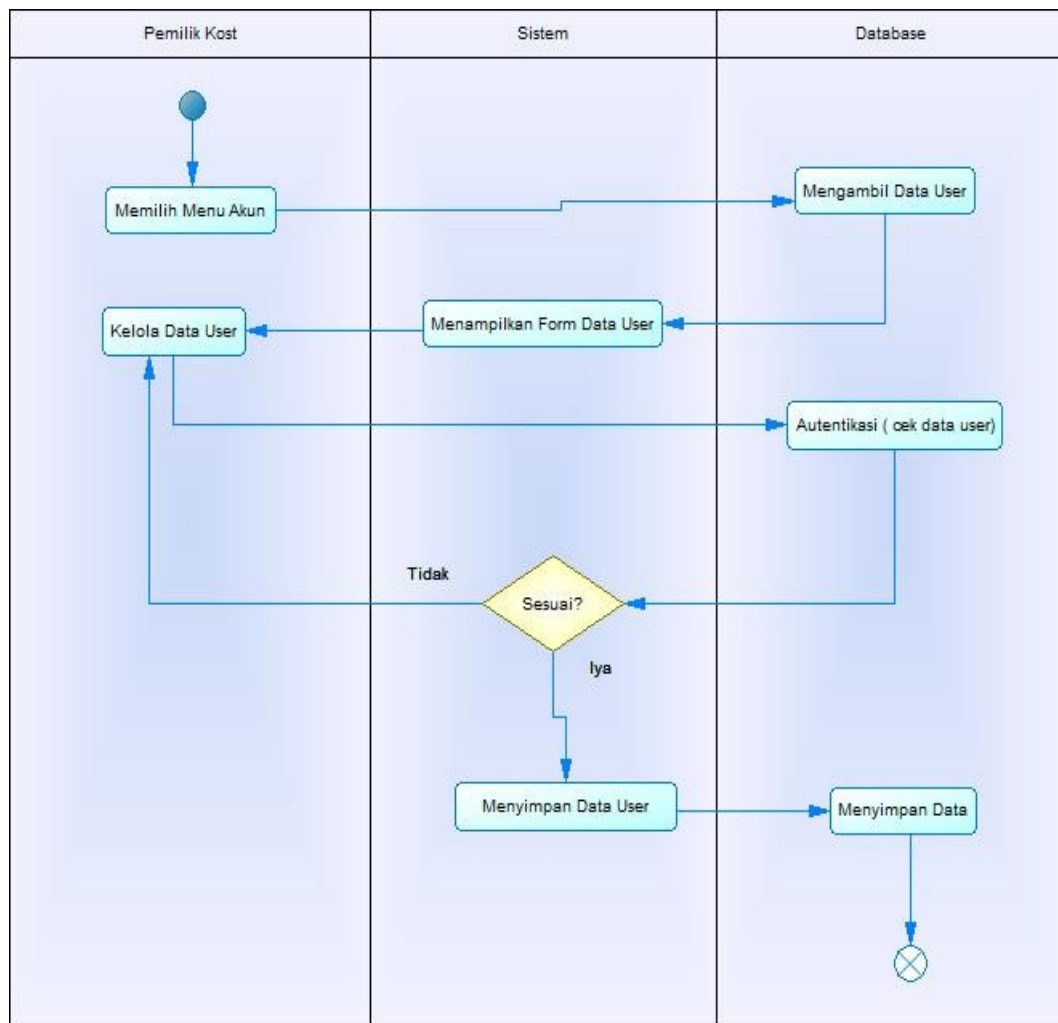 Pemilik Kost
Sistem
Database
Memilih Menu Akun
Mengambil Data User
Menampilkan Form Data User
Kelola Data User
Autentikasi ( cek data user)
Sesuai?
Tidak
Iya
Menyimpan Data User
Menyimpan Data